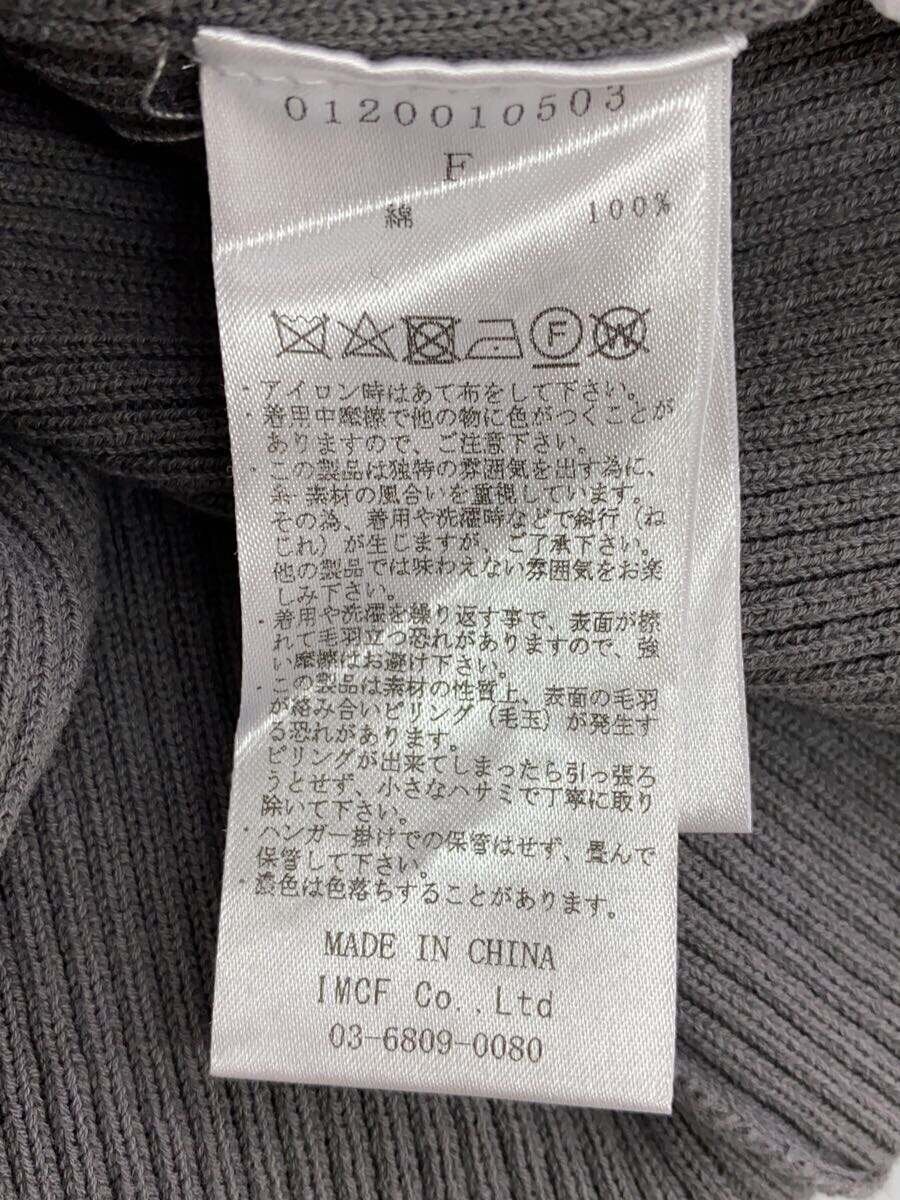 0120010503
F
綿 100%
F W
・アイロン時はあて布をして下さい。
・着用中摩擦で他の物に色がつくことが
ありますので、ご注意下さい。
・この製品は独特の雰囲気を出す為に、
糸・素材の風合いを重視しています。
その為、着用や洗濯時などで斜行（ね
じれ）が生じますが、ご了承下さい。
他の製品では味わえない雰囲気をお楽
しみ下さい。
・着用や洗濯を繰り返す事で、表面が擦
れて毛羽立つ恐れがありますので、強
い摩擦はお避け下さい。
・この製品は素材の性質上、表面の毛羽
が絡み合いピリング（毛玉）が発生す
る恐れがあります。
ピリングが出来てしまったら引っ張ろ
うとせず、小さなハサミで丁寧に取り
除いて下さい。
・ハンガー掛けでの保管はせず、畳んで
保管して下さい。
・濃色は色落ちすることがあります。
MADE IN CHINA
IMCF Co.,Ltd
03-6809-0080